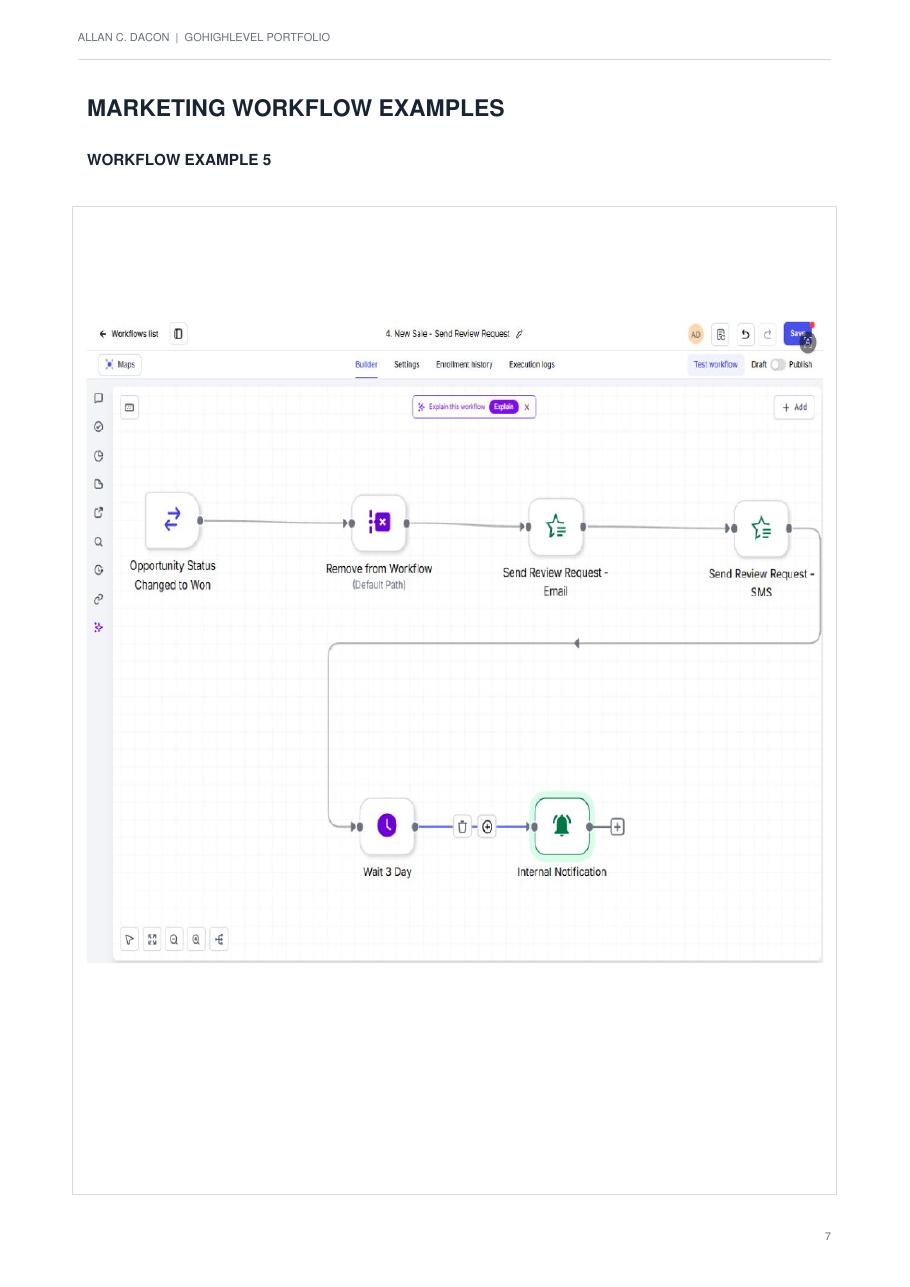 ALLAN C. DACON | GOHIGHLEVEL PORTFOLIO
MARKETING WORKFLOW EXAMPLES
WORKFLOW EXAMPLE 5
Workflows list
4. New Sale - Send Review Request
AD
Save
Maps
Builder
Settings
Enrollment history
Execution logs
Test workflow
Draft
Publish
Explain this workflow
Explain
X
+ Add
Opportunity Status
Changed to Won
Remove from Workflow
(Default Path)
Send Review Request -
Email
Send Review Request -
SMS
Wait 3 Day
Internal Notification
7